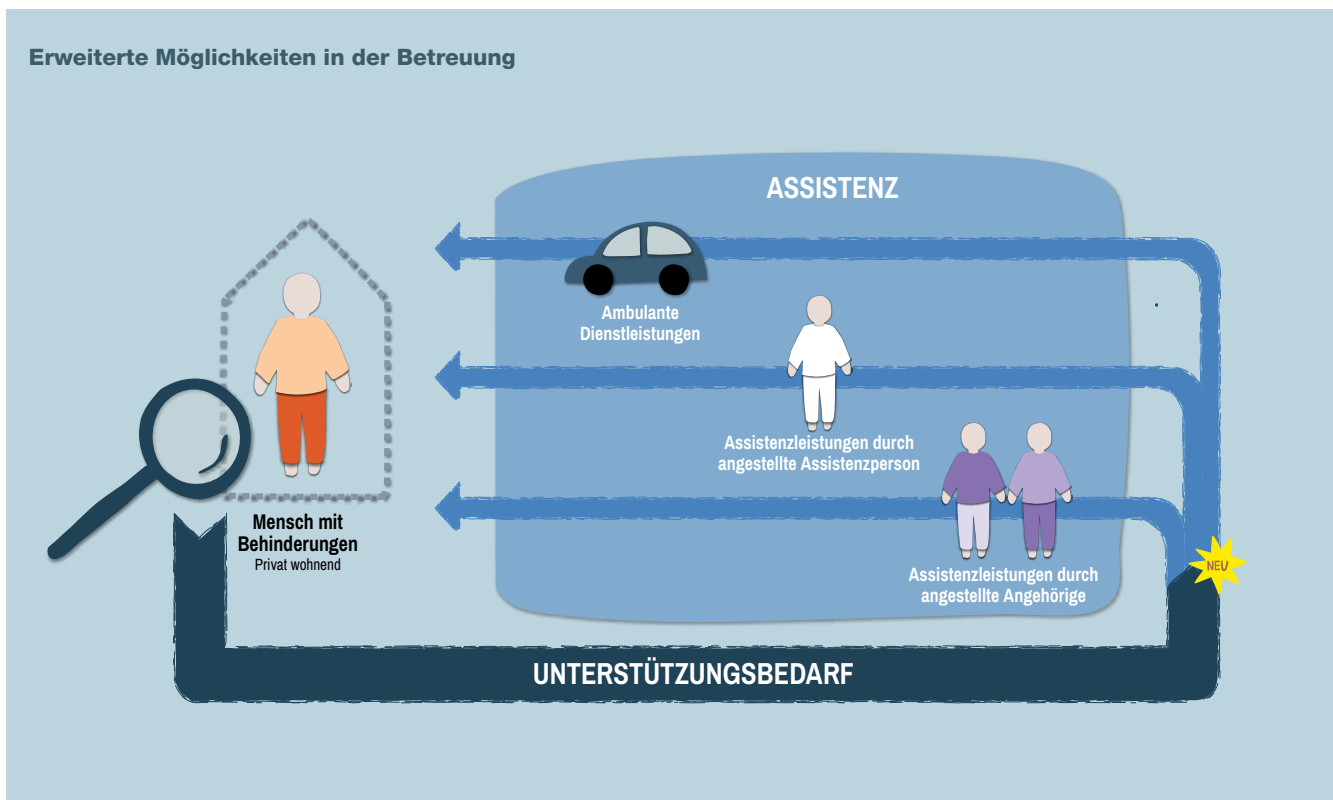 Erweiterte Möglichkeiten in der Betreuung
ASSISTENZ
Ambulante
Dienstleistungen
Assistenzleistungen durch
angestellte Assistenzperson
Assistenzleistungen durch
angestellte Angehörige
Mensch mit
Behinderungen
Privat wohnend
NEU
UNTERSTÜTZUNGSBEDARF